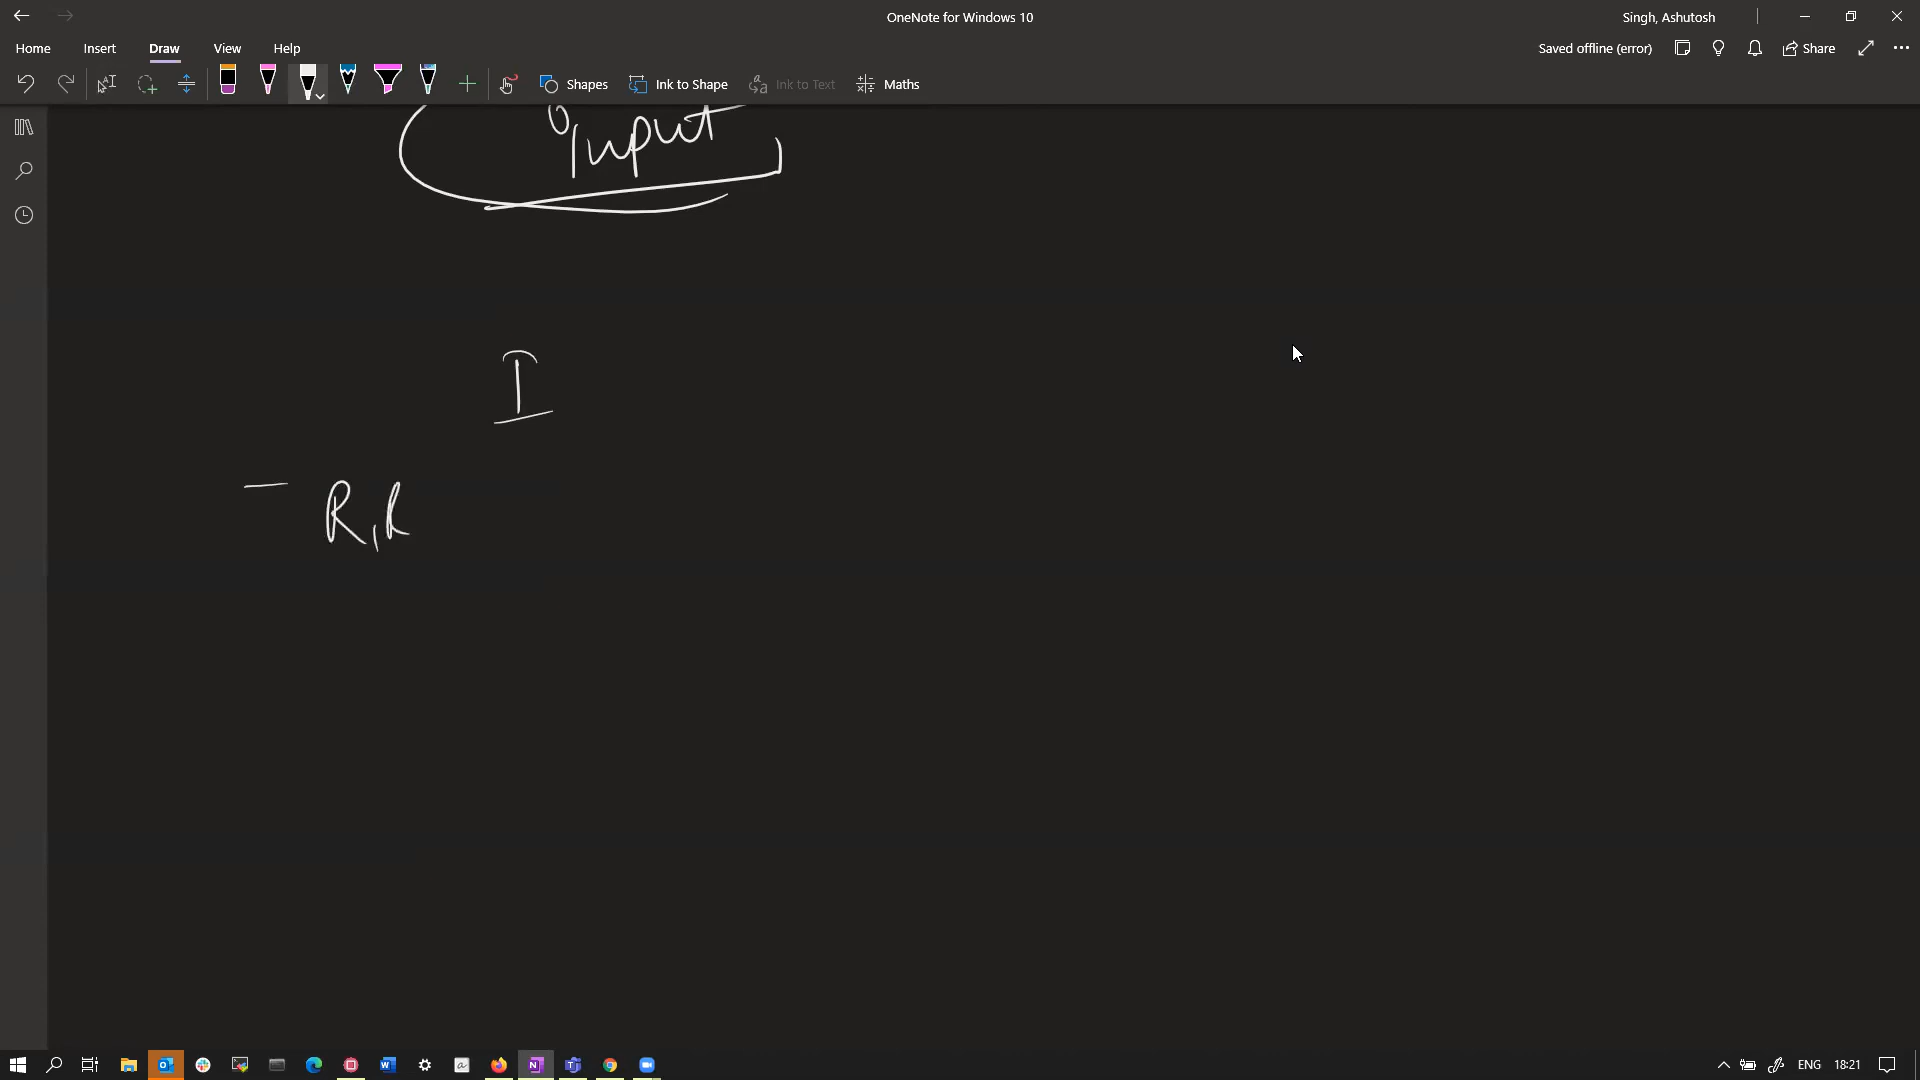 OneNote for Windows 10
Singh, Ashutosh
Home Insert Draw View Help
Saved offline (error) Share
Shapes Ink to Shape Ink to Text Maths
Input
I
R, R
ENG 18:21